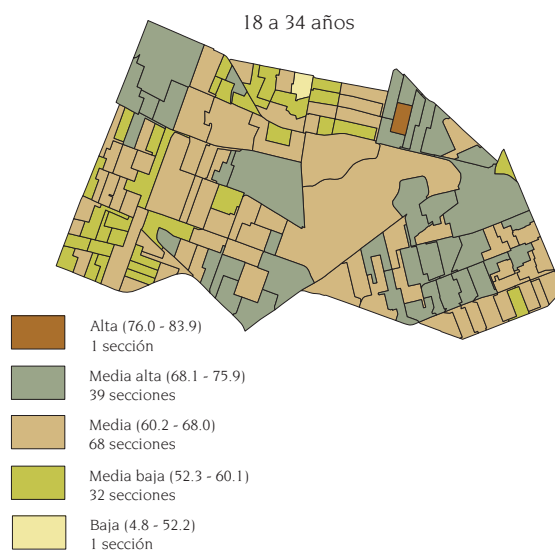 18 a 34 años
Alta (76.0 - 83.9)
1 sección
Media alta (68.1 - 75.9)
39 secciones
Media (60.2 - 68.0)
68 secciones
Media baja (52.3 - 60.1)
32 secciones
Baja (4.8 - 52.2)
1 sección